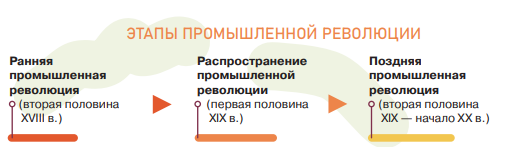 ЭТАПЫ ПРОМЫШЛЕННОЙ РЕВОЛЮЦИИ
Ранняя
промышленная
революция
(вторая половина
XVIII в.)
Распространение
промышленной
революции
(первая половина
XIX в.)
Поздняя
промышленная
революция
(вторая половина
XIX — начало XX в.)